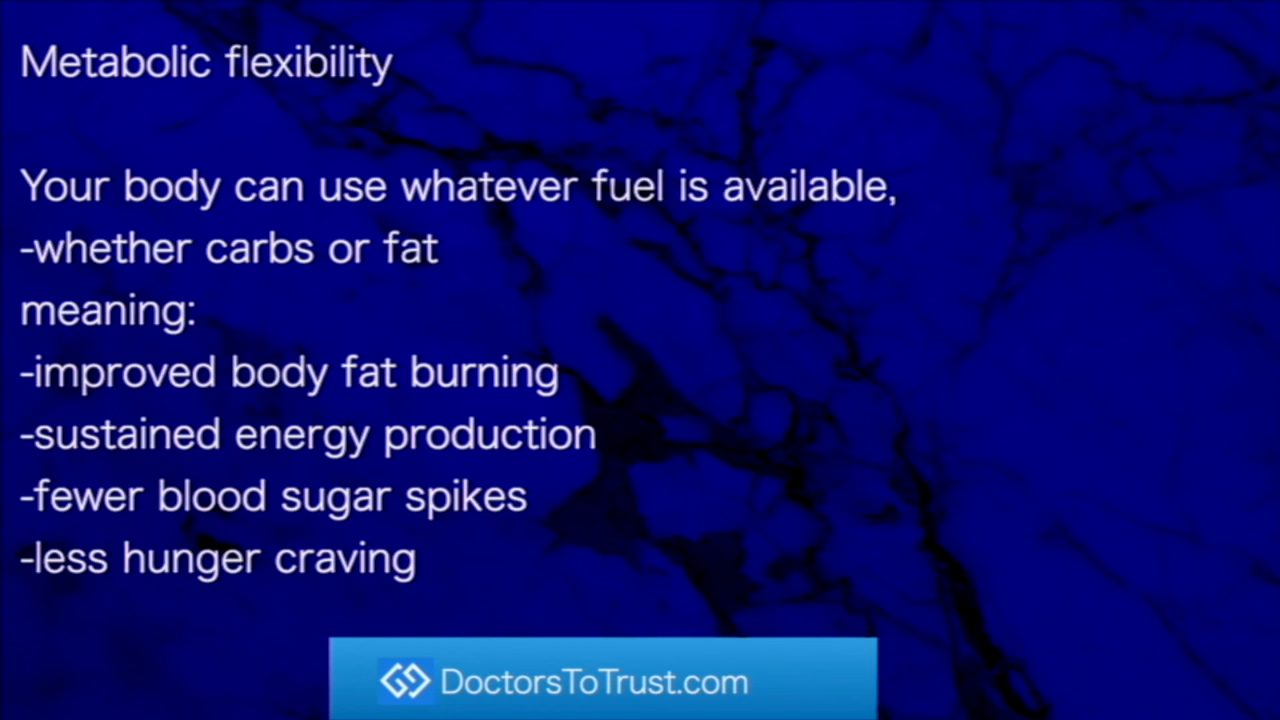 Metabolic flexibility
Your body can use whatever fuel is available,
-whether carbs or fat
meaning:
-improved body fat burning
-sustained energy production
-fewer blood sugar spikes
-less hunger craving
DoctorsToTrust.com